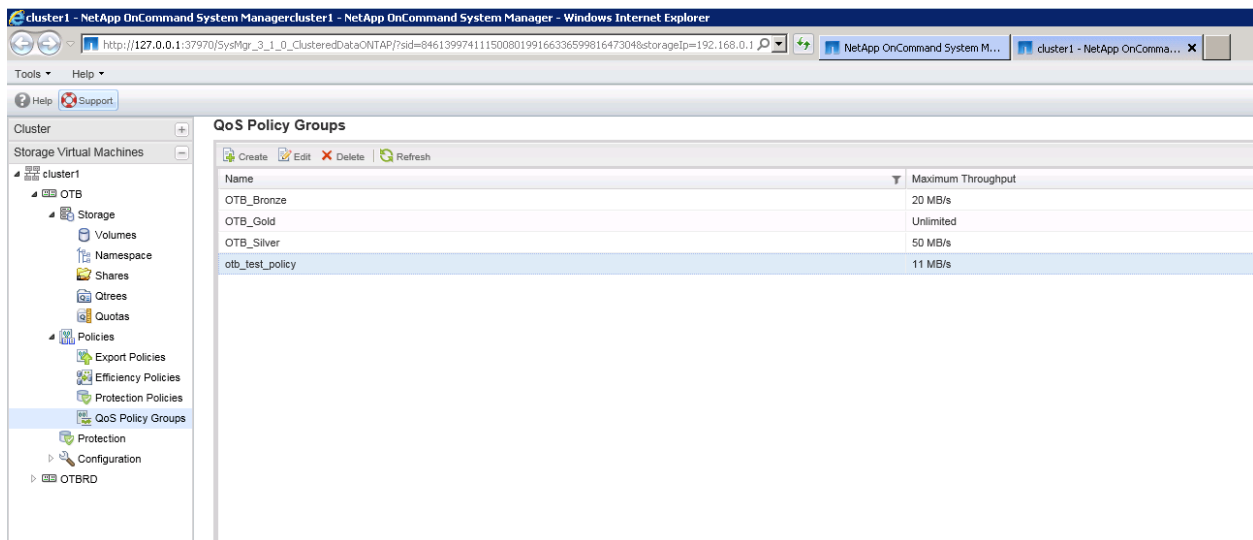 cluster1 - NetApp OnCommand System Managercluster1 - NetApp OnCommand System Manager - Windows Internet Explorer
http://127.0.0.1:37970/SysMgr_3_1_0_ClusteredDataONTAP/?sid=84613997411150080199166336599816473048storageIp=192.168.0.1
NetApp OnCommand System M...
cluster1 - NetApp OnComma...
Tools Help
Help Support
Cluster
Storage Virtual Machines
cluster1
OTB
Storage
Volumes
Namespace
Shares
Qtrees
Quotas
Policies
Export Policies
Efficiency Policies
Protection Policies
QoS Policy Groups
Protection
Configuration
OTBRD
QoS Policy Groups
Create Edit Delete Refresh
Name Maximum Throughput
OTB_Bronze 20 MB/s
OTB_Gold Unlimited
OTB_Silver 50 MB/s
otb_test_policy 11 MB/s